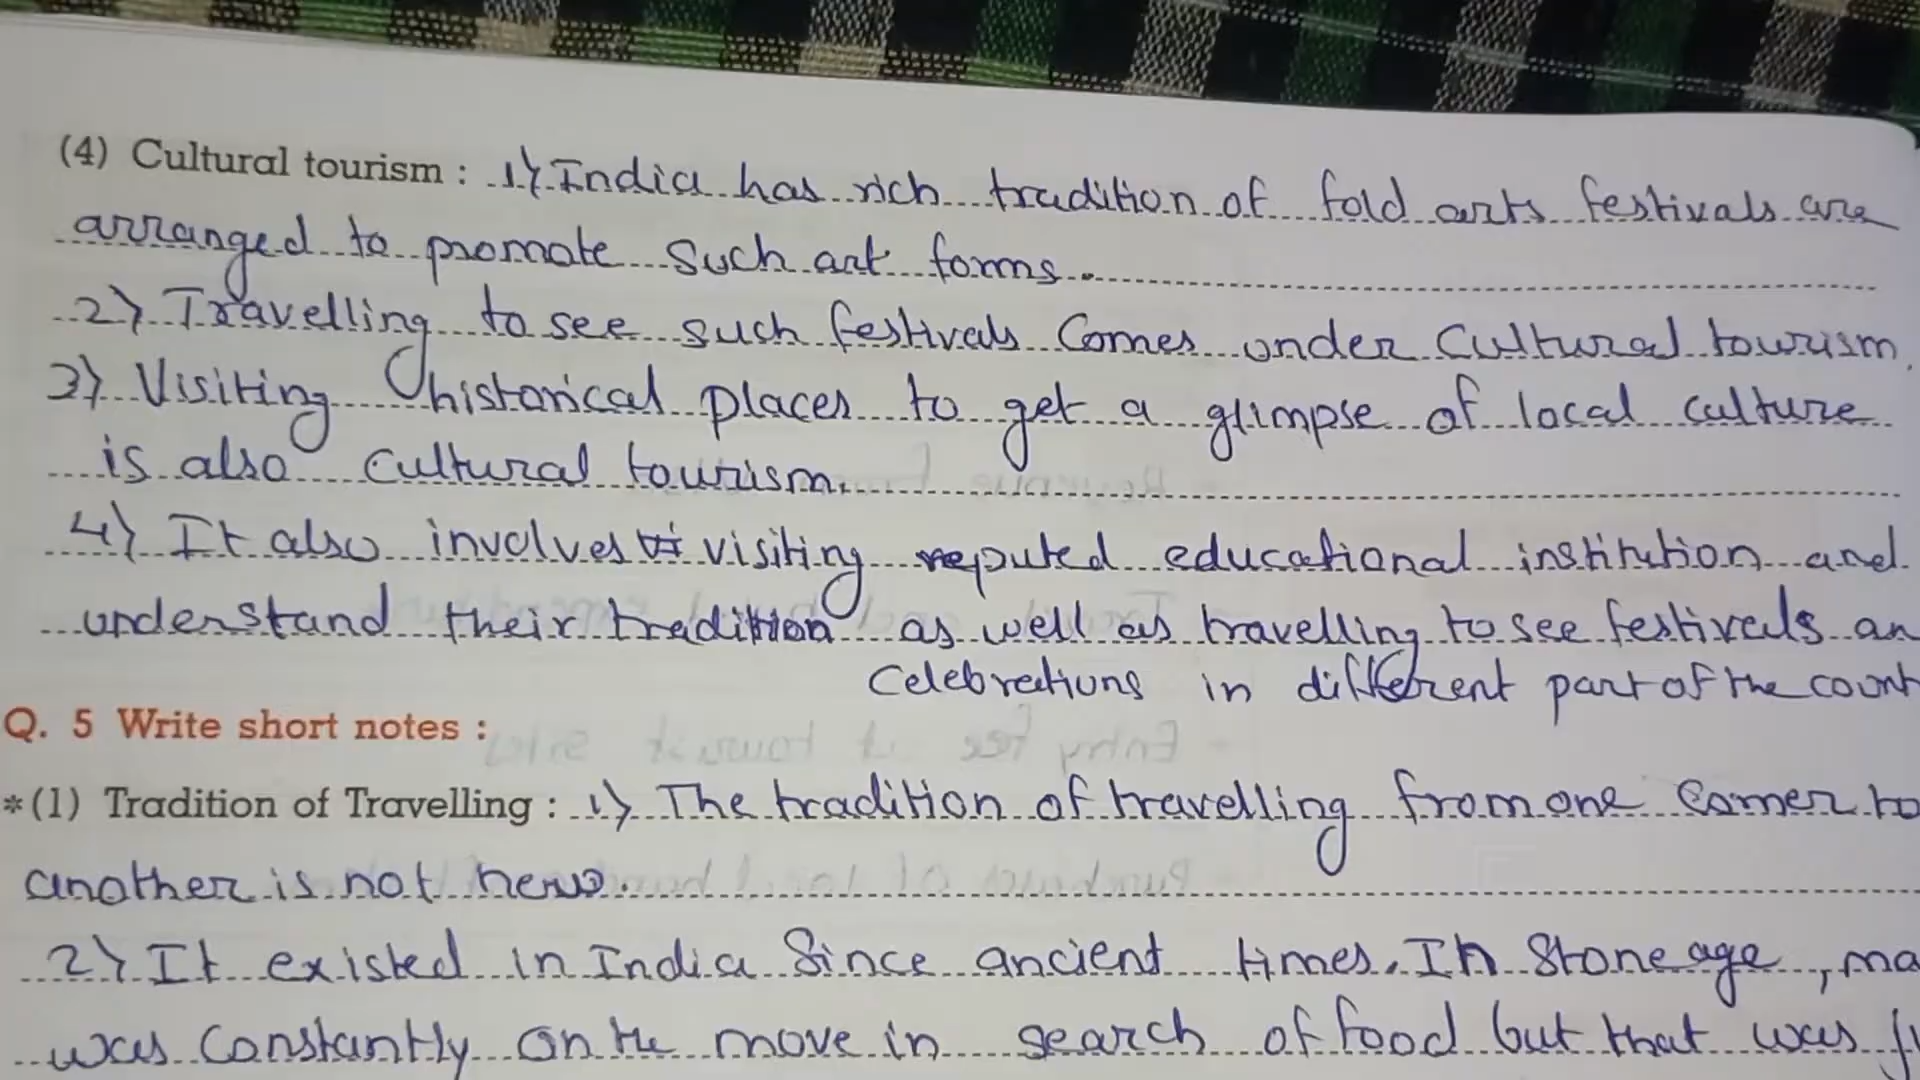 (4) Cultural tourism : 1) India has rich tradition of fold arts festivals are
arranged to promote such art forms.
2) Travelling to see such festivals Comes under Cultural tourism.
3) Visiting historical places to get a glimpse of local culture
is also cultural tourism.
4) It also involves visiting reputed educational institution and
understand their tradition as well as travelling to see festivals an
Celebrations in different part of the count
Q. 5 Write short notes :
*(1) Tradition of Travelling : 1) The tradition of travelling from one corner to
another is not new.
2) It existed in India Since ancient times. In Stone age, ma
was constantly on the move in search of food but that was